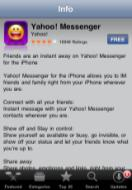 Info
Yahoo! Messenger
Yahoo!
Ratings
FREE
Friends are an instant away on Yahoo! Messenger
for the iPhone
Yahoo! Messenger for the iPhone allows you to IM
friends and family right from your iPhone wherever
you are.
Connect with all your friends:
Instant message with your Yahoo! Messenger
contacts wherever you are.
Show off and Stay in control:
Show yourself as available or busy, go invisible, or
show off your status and let your friends know what
you're up to.
Share away
Featured Categories Top 25 Search